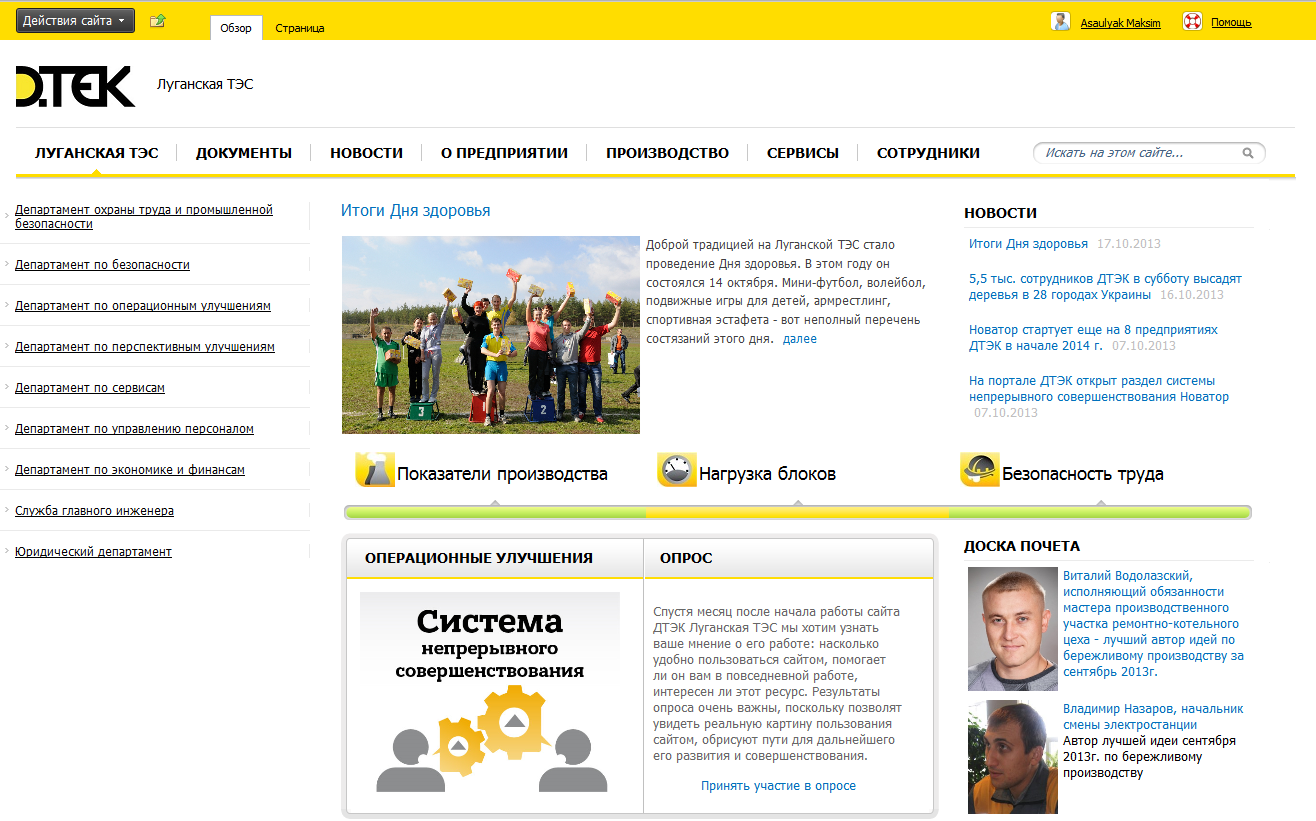 Действия сайта
Обзор
Страница
Asaulyak Maksim
Помощь
ДТЕК
Луганская ТЭС
ЛУГАНСКАЯ ТЭС
ДОКУМЕНТЫ
НОВОСТИ
О ПРЕДПРИЯТИИ
ПРОИЗВОДСТВО
СЕРВИСЫ
СОТРУДНИКИ
Искать на этом сайте...
Департамент охраны труда и промышленной
безопасности
Департамент по безопасности
Департамент по операционным улучшениям
Департамент по перспективным улучшениям
Департамент по сервисам
Департамент по управлению персоналом
Департамент по экономике и финансам
Служба главного инженера
Юридический департамент
Итоги Дня здоровья
3
1
2
Доброй традицией на Луганской ТЭС стало
проведение Дня здоровья. В этом году он
состоялся 14 октября. Мини-футбол, волейбол,
подвижные игры для детей, армрестлинг,
спортивная эстафета - вот неполный перечень
состязаний этого дня. далее
НОВОСТИ
Итоги Дня здоровья 17.10.2013
5,5 тыс. сотрудников ДТЭК в субботу высадят
деревья в 28 городах Украины 16.10.2013
Новатор стартует еще на 8 предприятиях
ДТЭК в начале 2014 г. 07.10.2013
На портале ДТЭК открыт раздел системы
непрерывного совершенствования Новатор
07.10.2013
Показатели производства
Нагрузка блоков
Безопасность труда
ОПЕРАЦИОННЫЕ УЛУЧШЕНИЯ
Система
непрерывного
совершенствования
ОПРОС
Спустя месяц после начала работы сайта
ДТЭК Луганская ТЭС мы хотим узнать
ваше мнение о его работе: насколько
удобно пользоваться сайтом, помогает
ли он вам в повседневной работе,
интересен ли этот ресурс. Результаты
опроса очень важны, поскольку позволят
увидеть реальную картину пользования
сайтом, обрисуют пути для дальнейшего
его развития и совершенствования.
Принять участие в опросе
ДОСКА ПОЧЕТА
Виталий Водолазский,
исполняющий обязанности
мастера производственного
участка ремонтно-котельного
цеха - лучший автор идей по
бережливому производству за
сентябрь 2013г.
Владимир Назаров, начальник
смены электростанции
Автор лучшей идеи сентября
2013г. по бережливому
производству